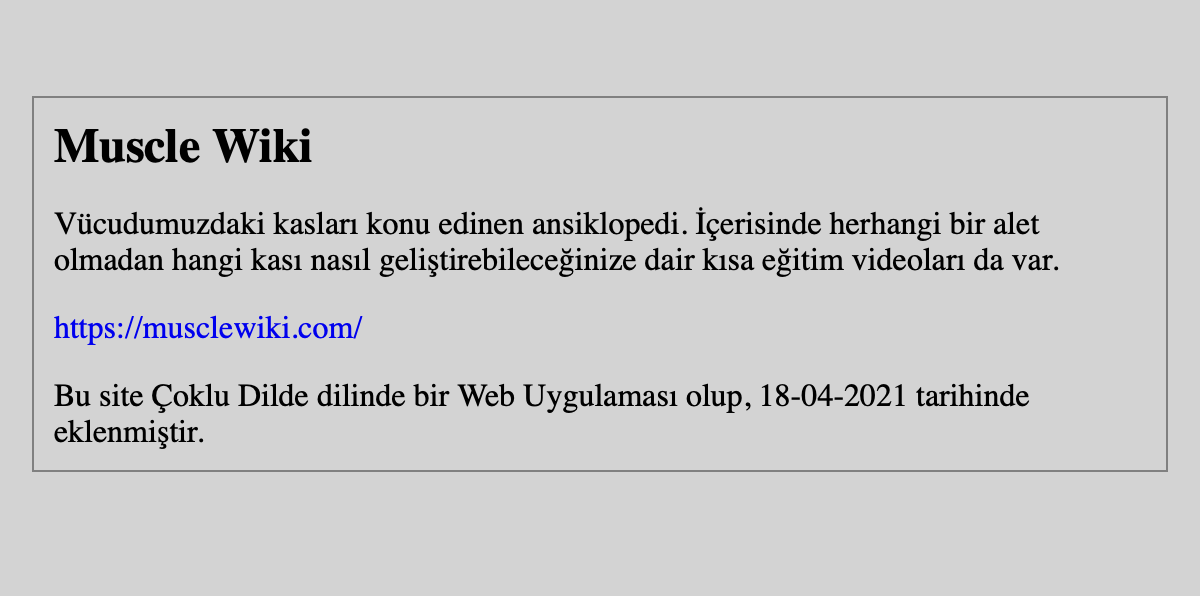 Muscle Wiki
Vücudumuzdaki kasları konu edinen ansiklopedi. İçerisinde herhangi bir alet
olmadan hangi kası nasıl geliştirebileceğinize dair kısa eğitim videoları da var.
https://musclewiki.com/
Bu site Çoklu Dilde dilinde bir Web Uygulaması olup, 18-04-2021 tarihinde
eklenmiştir.